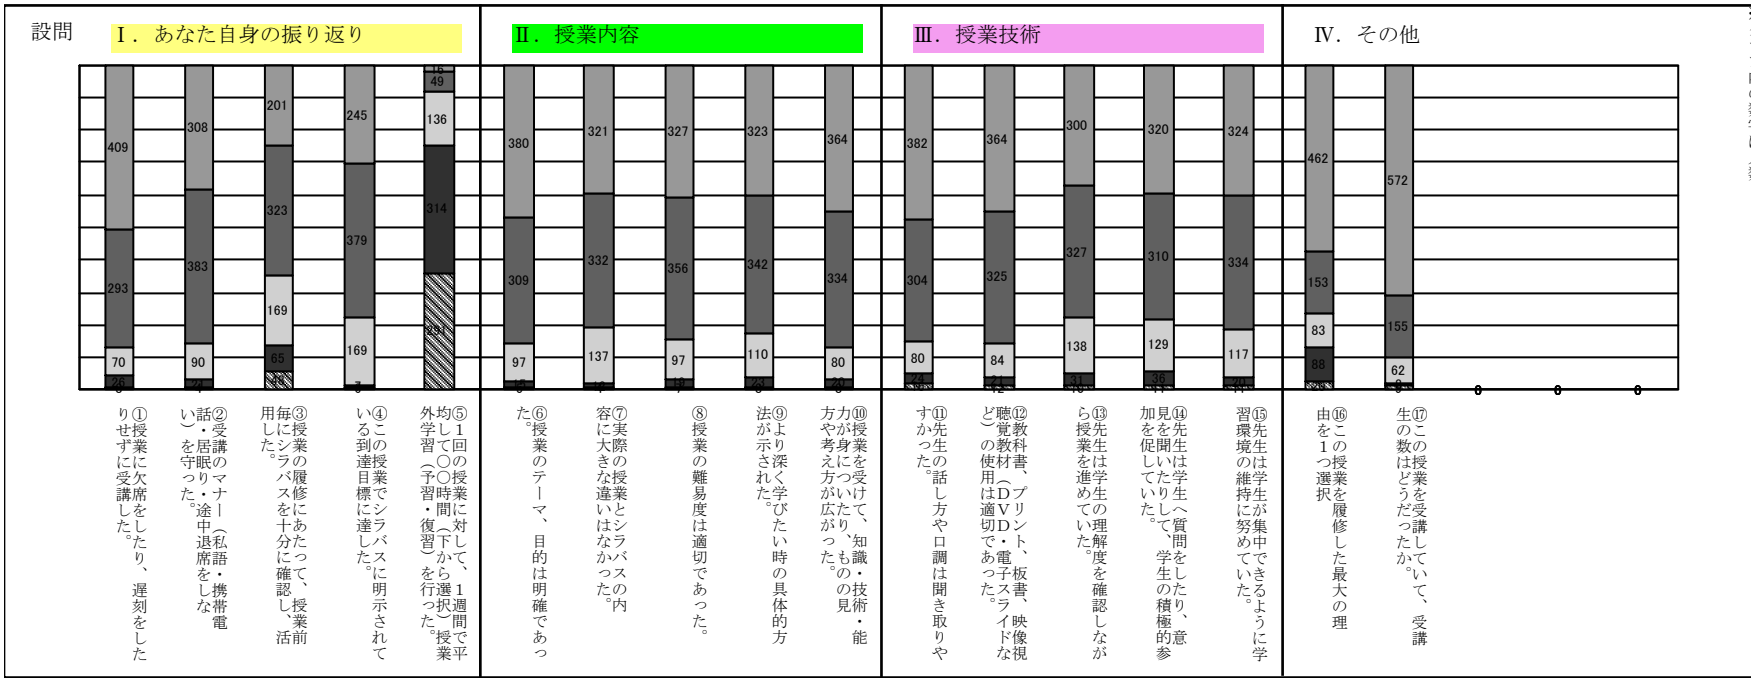 設問
Ⅰ．あなた自身の振り返り
Ⅱ．授業内容
Ⅲ．授業技術
Ⅳ．その他
409
293
70
26
308
383
90
24
201
323
169
65
48
245
379
169
16
49
136
314
291
380
309
97
15
321
332
137
327
356
97
323
342
110
23
364
334
80
20
382
304
80
24
364
325
84
21
12
300
327
138
31
320
310
129
36
324
334
117
20
462
153
83
88
572
155
62
0
0
0
①授業に欠席をしたり、遅刻をした
りせずに受講した。
②受講のマナー（私語・携帯電
話・居眠り・途中退席をしな
い）を守った。
③授業の履修にあたって、授業前
毎にシラバスを十分に確認し、活
用した。
④この授業でシラバスに明示されて
いる到達目標に達した。
⑤１回の授業に対して、１週間で平
均して〇〇時間（下から選択）授業
外学習（予習・復習）を行った。
⑥授業のテーマ、目的は明確であっ
た。
⑦実際の授業とシラバスの内
容に大きな違いはなかった。
⑧授業の難易度は適切であった。
⑨より深く学びたい時の具体的方
法が示された。
⑩授業を受けて、知識・技術・能
力が身についたり、ものの見
方や考え方が広がった。
⑪先生の話し方や口調は聞き取りや
すかった。
⑫教科書、プリント、板書、映像視
聴覚教材（ＤＶＤ・電子スライドな
ど）の使用は適切であった。
⑬先生は学生の理解度を確認しなが
ら授業を進めていた。
⑭先生は学生へ質問をしたり、意
見を聞いたりして、学生の積極的参
加を促していた。
⑮先生は学生が集中できるように学
習環境の維持に努めていた。
⑯この授業を履修した最大の理
由を１つ選択
⑰この授業を受講していて、受講
生の数はどうだったか。